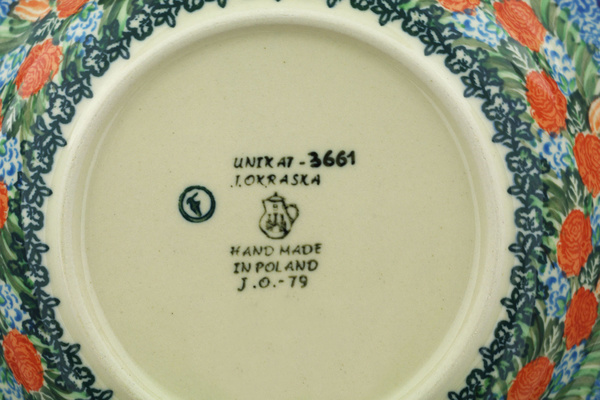 UNIKAT - 3661
J.OKRASKA
HAND MADE
IN POLAND
J.O.-79